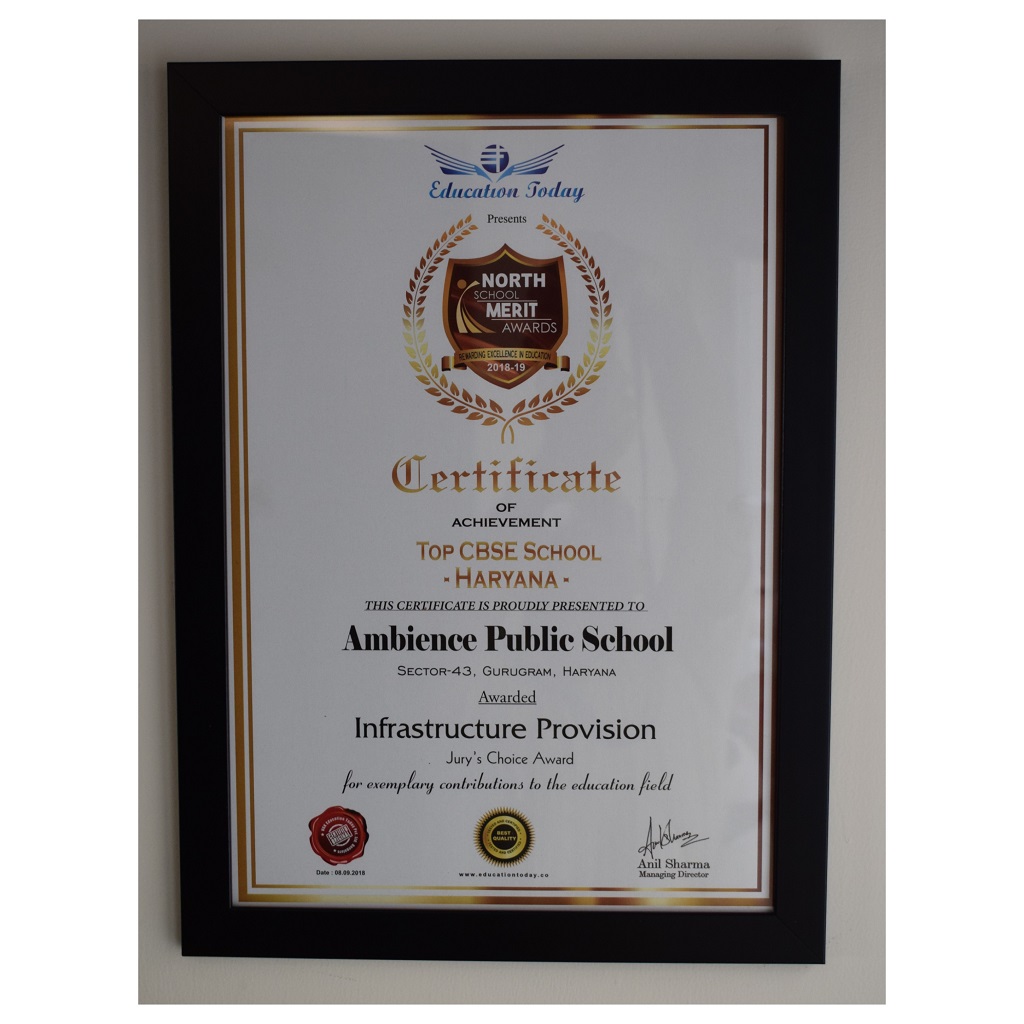 Education Today
Presents
NORTH
SCHOOL
MERIT
AWARDS
REWARDING EXCELLENCE IN EDUCATION
2018-19
Certificate
OF
ACHIEVEMENT
TOP CBSE SCHOOL
- HARYANA -
THIS CERTIFICATE IS PROUDLY PRESENTED TO
Ambience Public School
SECTOR-43, GURUGRAM, HARYANA
Awarded
Infrastructure Provision
Jury's Choice Award
for exemplary contributions to the education field
BEST
QUALITY
Anil Sharma
Managing Director
Date : 08.09.2018
www.educationtoday.co